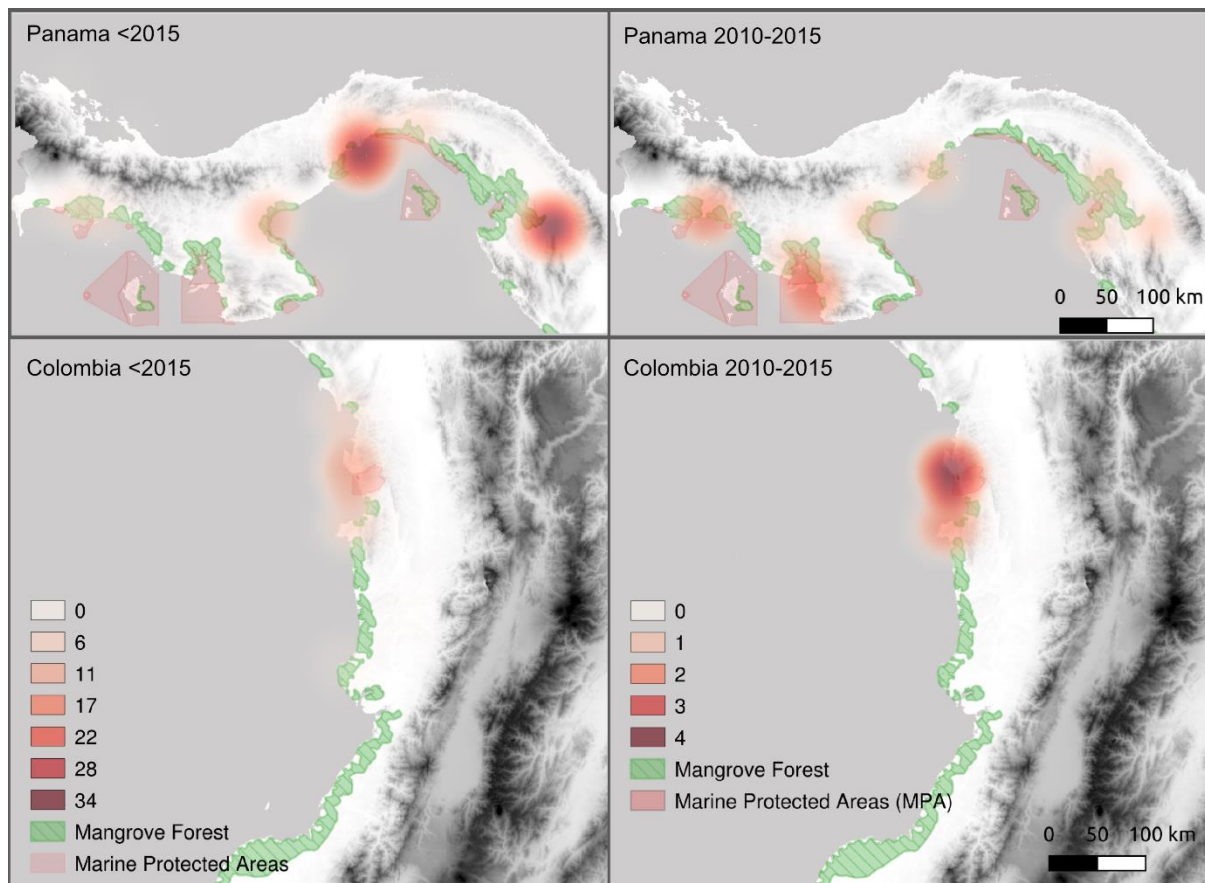 Panama <2015
Panama 2010-2015
0 50 100 km
Colombia <2015
Colombia 2010-2015
0
6
11
17
22
28
34
Mangrove Forest
Marine Protected Areas
0
1
2
3
4
Mangrove Forest
Marine Protected Areas (MPA)
0 50 100 km